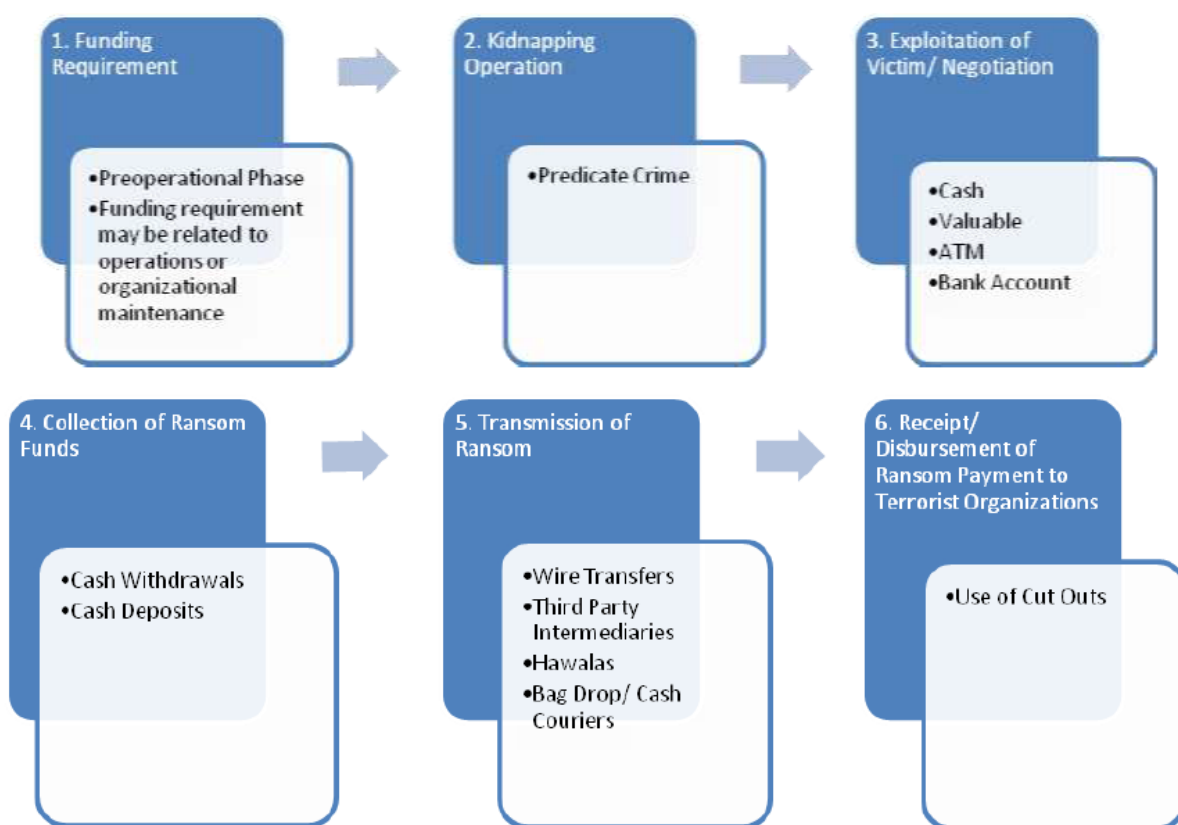 1. Funding
Requirement
•Preoperational Phase
•Funding requirement
may be related to
operations or
organizational
maintenance
2. Kidnapping
Operation
•Predicate Crime
3. Exploitation of
Victim/ Negotiation
•Cash
•Valuable
•ATM
•Bank Account
4. Collection of Ransom
Funds
•Cash Withdrawals
•Cash Deposits
5. Transmission of
Ransom
•Wire Transfers
•Third Party
Intermediaries
•Hawalas
•Bag Drop/ Cash
Couriers
6. Receipt/
Disbursement of
Ransom Payment to
Terrorist Organizations
•Use of Cut Outs